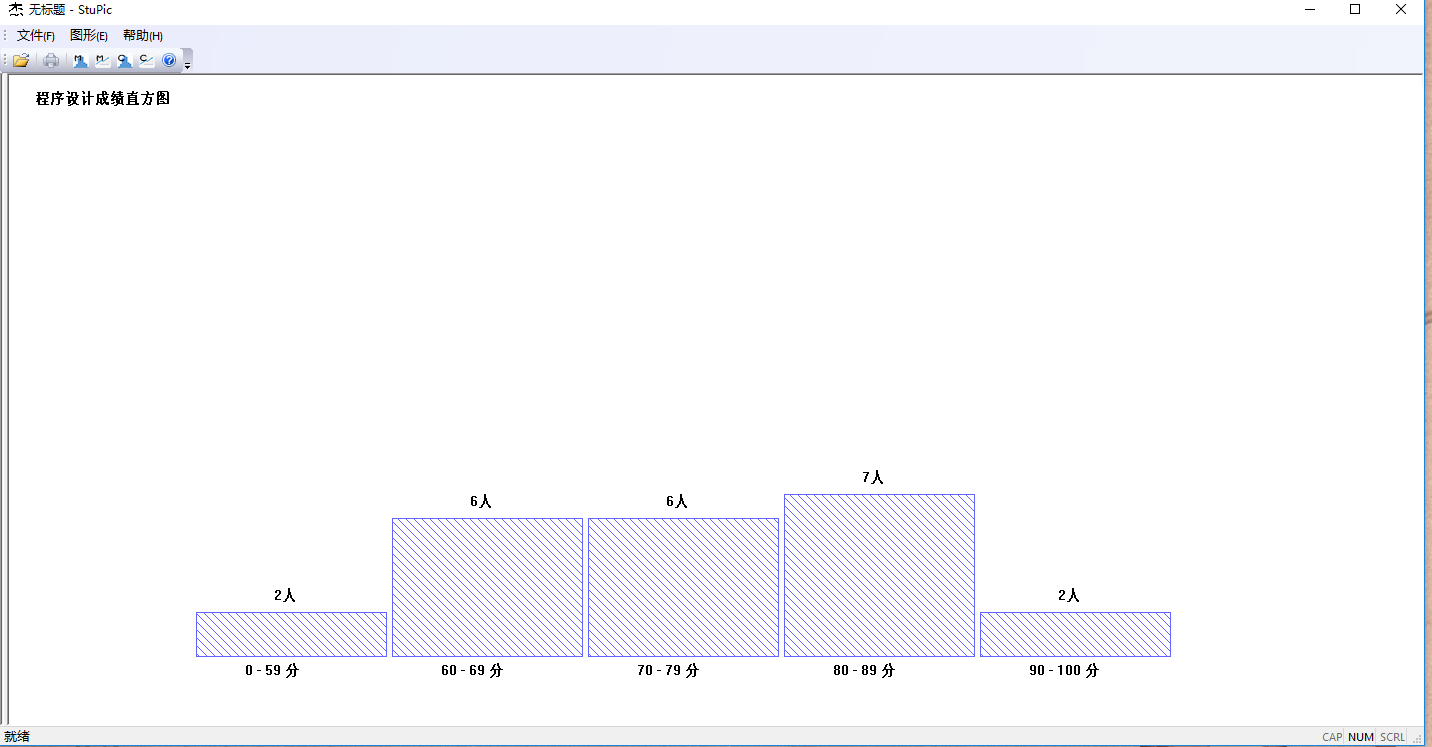 杰 无标题 - StuPic
文件(F) 图形(E) 帮助(H)
M M C C ?
程序设计成绩直方图
7人
6人 6人
2人 2人
0 - 59 分 60 - 69 分 70 - 79 分 80 - 89 分 90 - 100 分
就绪 CAP NUM SCRL